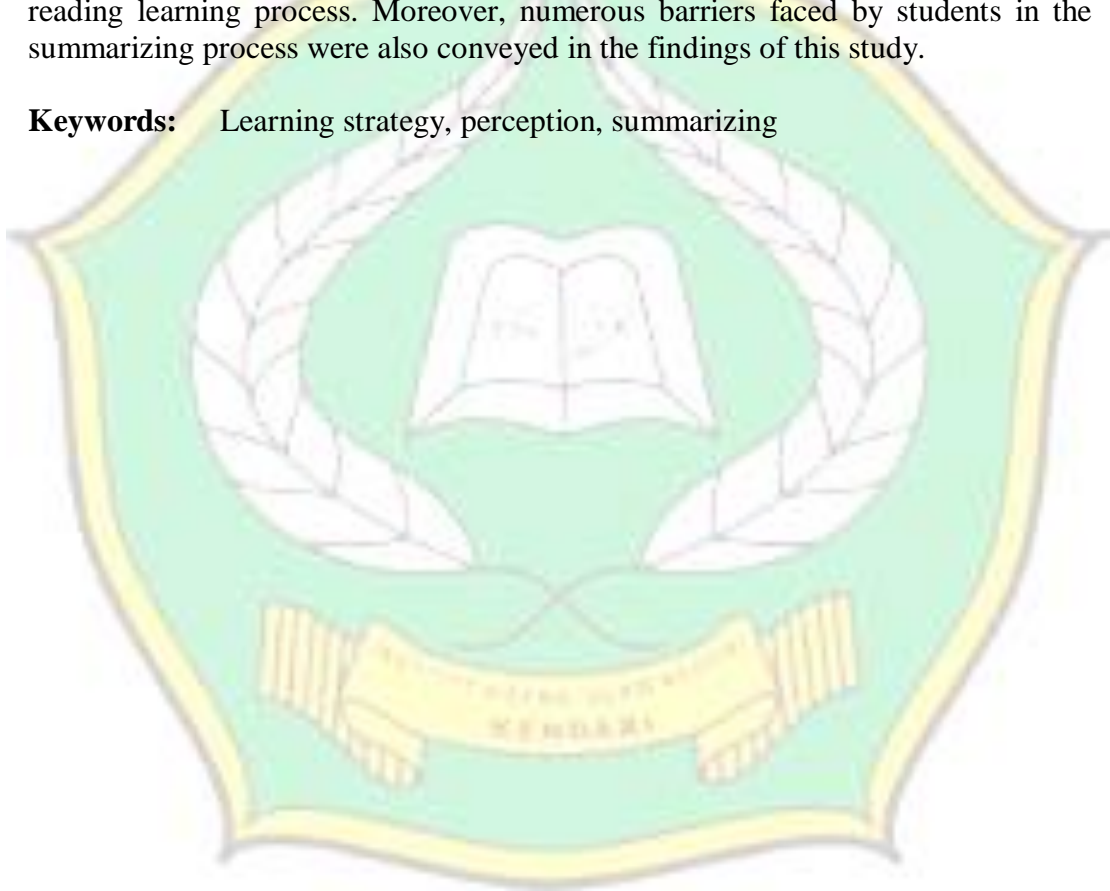 reading learning process. Moreover, numerous barriers faced by students in the
summarizing process were also conveyed in the findings of this study.
Keywords: Learning strategy, perception, summarizing
KENDARI